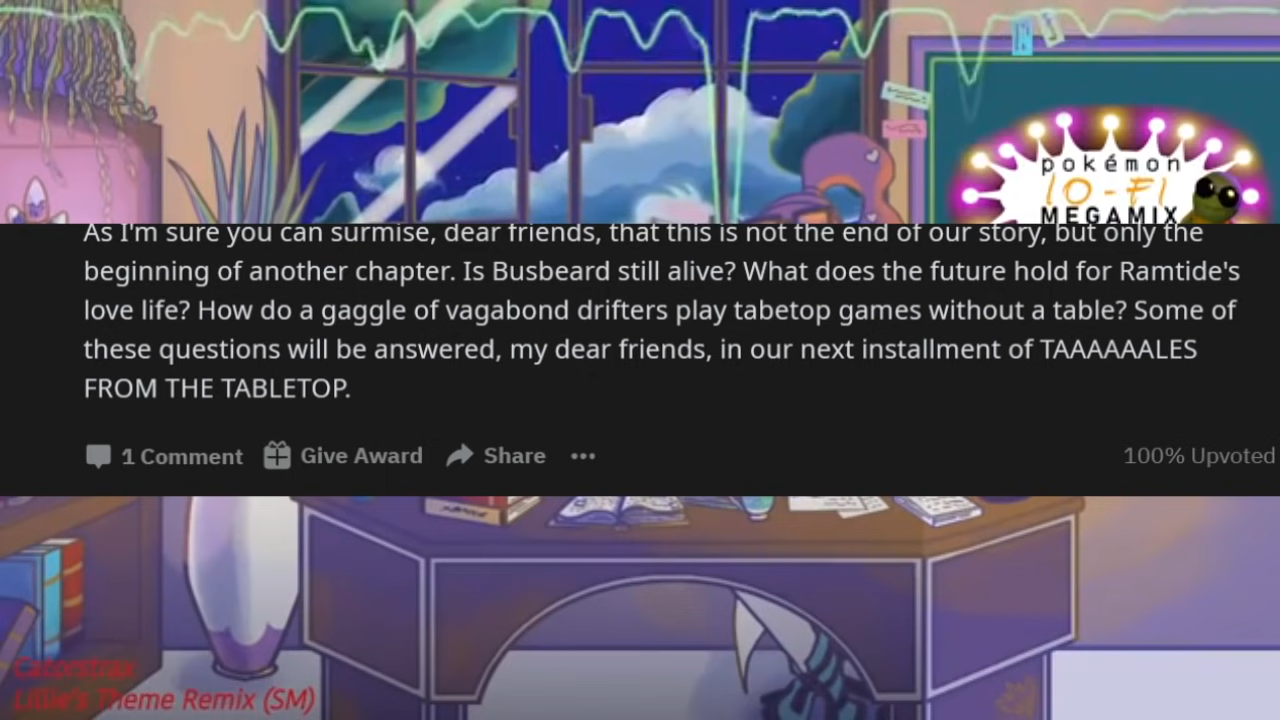 pokémon
LO-FI
MEGAMIX
As I'm sure you can surmise, dear friends, that this is not the end of our story, but only the
beginning of another chapter. Is Busbeard still alive? What does the future hold for Ramtide's
love life? How do a gaggle of vagabond drifters play tabetop games without a table? Some of
these questions will be answered, my dear friends, in our next installment of TAAAAAALES
FROM THE TABLETOP.
1 Comment Give Award Share 100% Upvoted
Catorstrax
Lillie's Theme Remix (SM)